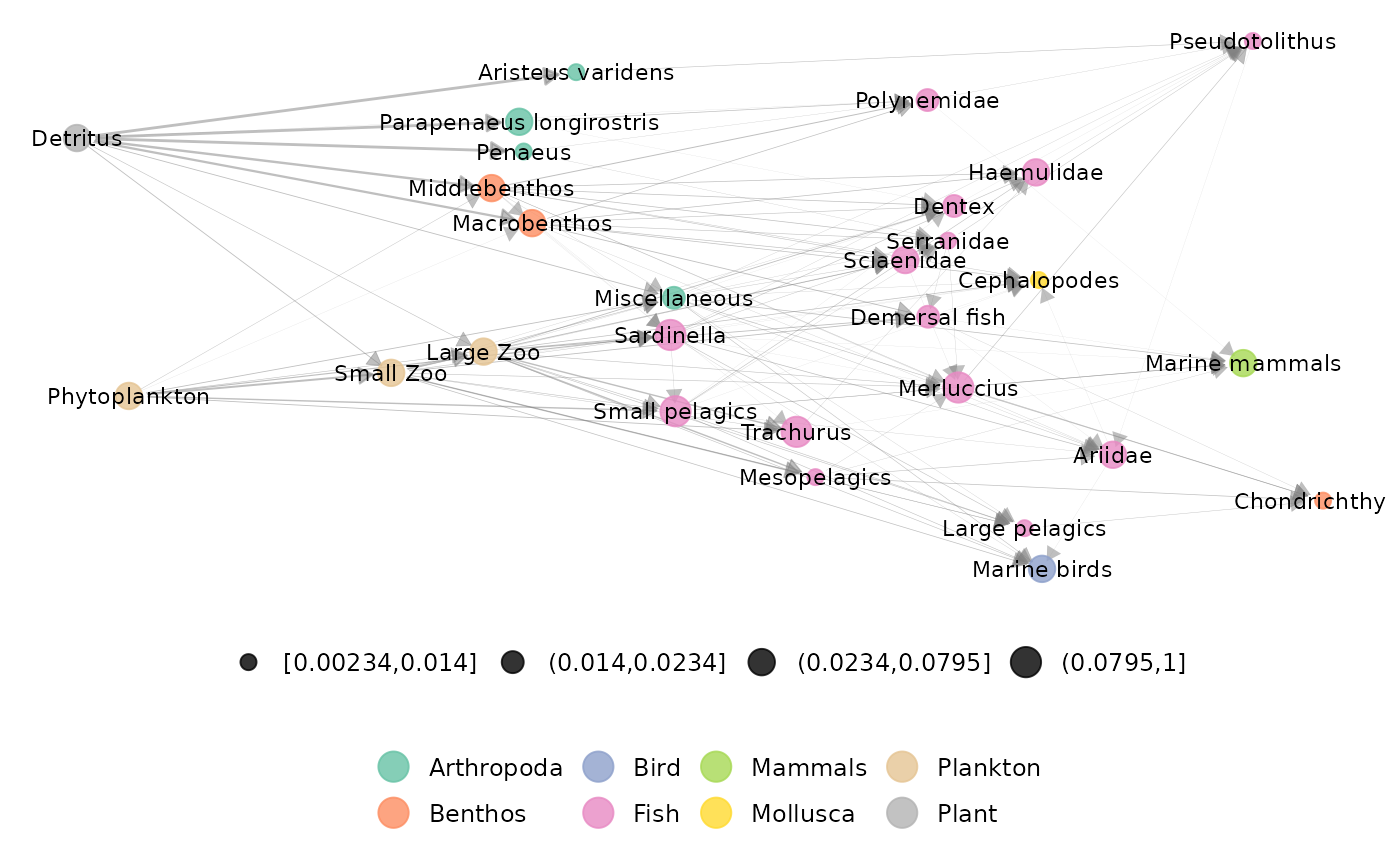 Pseudotolithus
Aristeus varidens
Polynemidae
Parapenaeus longirostris
Detritus
Penaeus
Haemulidae
Middlebenthos
Dentex
Macrobenthos
Serranidae
Sciaenidae
Cephalopodes
Miscellaneous
Demersal fish
Sardinella
Large Zoo
Marine mammals
Small Zoo
Merluccius
Phytoplankton
Small pelagics
Trachurus
Ariidae
Mesopelagics
Chondrichthy
Large pelagics
Marine birds
[0.00234,0.014] (0.014,0.0234] (0.0234,0.0795] (0.0795,1]
Arthropoda Bird Mammals Plankton
Benthos Fish Mollusca Plant